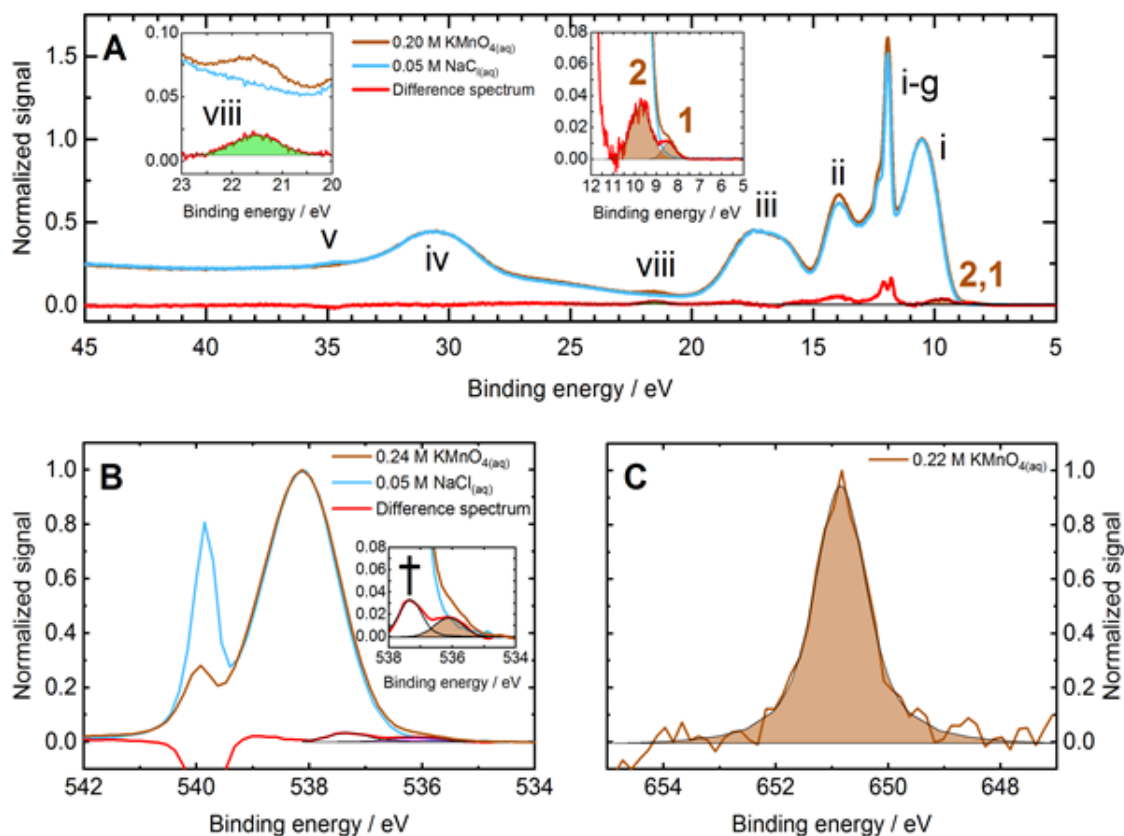 A
0.20 M KMnO4(aq)
0.05 M NaCl(aq)
Difference spectrum
Normalized signal
1.5
1.0
0.5
0.0
0.10
0.05
0.00
viii
23 22 21 20
Binding energy / eV
0.08
0.06
0.04
0.02
0.00
2
1
12 11 10 9 8 7 6 5
Binding energy / eV
i-g
i
ii
iii
v
iv
viii
2,1
45 40 35 30 25 20 15 10 5
Binding energy / eV
B
0.24 M KMnO4(aq)
0.05 M NaCl(aq)
Difference spectrum
Normalized signal
1.0
0.8
0.6
0.4
0.2
0.0
0.08
0.06
0.04
0.02
0.00
†
538 536 534
Binding energy / eV
542 540 538 536 534
Binding energy / eV
C
0.22 M KMnO4(aq)
1.0
0.8
0.6
0.4
0.2
0.0
Normalized signal
654 652 650 648
Binding energy / eV